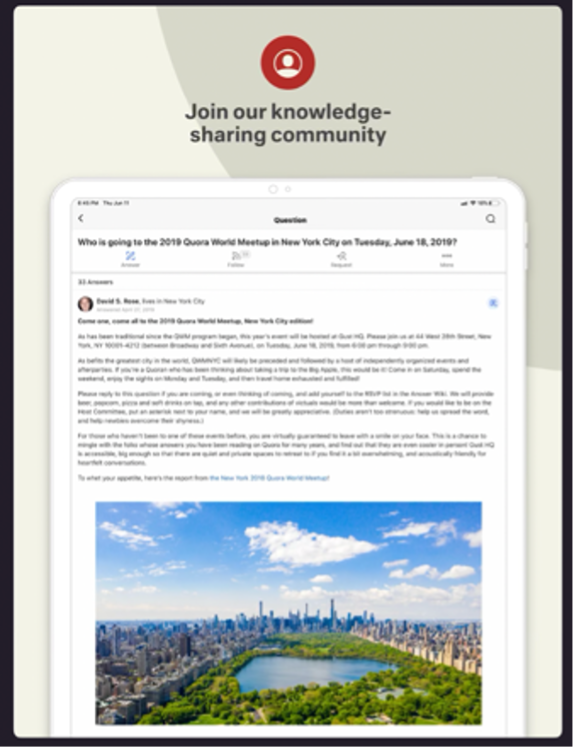 Join our knowledge-
sharing community
8:45 PM Thu Jun 11
Question
Who is going to the 2019 Quora World Meetup in New York City on Tuesday, June 18, 2019?
Answer
Follow
Request
More
33 Answers
David S. Rose, lives in New York City
Answered April 27, 2019
Come one, come all to the 2019 Quora World Meetup, New York City edition!
As has been traditional since the QWM program began, this year's event will be hosted at Gust HQ. Please join us at 44 West 28th Street, New
York, NY 10001-4212 (between Broadway and Sixth Avenue), on Tuesday, June 18, 2019, from 6:00 pm through 9:00 pm.
As befits the greatest city in the world, QWMNYC will likely be preceded and followed by a host of independently organized events and
afterparties. If you're a Quoran who has been thinking about taking a trip to the Big Apple, this would be it! Come in on Saturday, spend the
weekend, enjoy the sights on Monday and Tuesday, and then travel home exhausted and fulfilled!
Please reply to this question if you are coming, or even thinking of coming, and add yourself to the RSVP list in the Answer Wiki. We will provide
beer, popcorn, pizza and soft drinks on tap, and any other contributions of victuals would be more than welcome. If you would like to be on the
Host Committee, put an asterisk next to your name, and we will be greatly appreciative. (Duties aren't too strenuous: help us spread the word,
and help newbies overcome their shyness.)
For those who haven't been to one of these events before, you are virtually guaranteed to leave with a smile on your face. This is a chance to
mingle with the folks whose answers you have been reading on Quora for many years, and find out that they are even cooler in person! Gust HQ
is accessible, big enough so that there are quiet and private spaces to retreat to if you find it a bit overwhelming, and acoustically friendly for
heartfelt conversations.
To whet your appetite, here's the report from the New York 2018 Quora World Meetup!